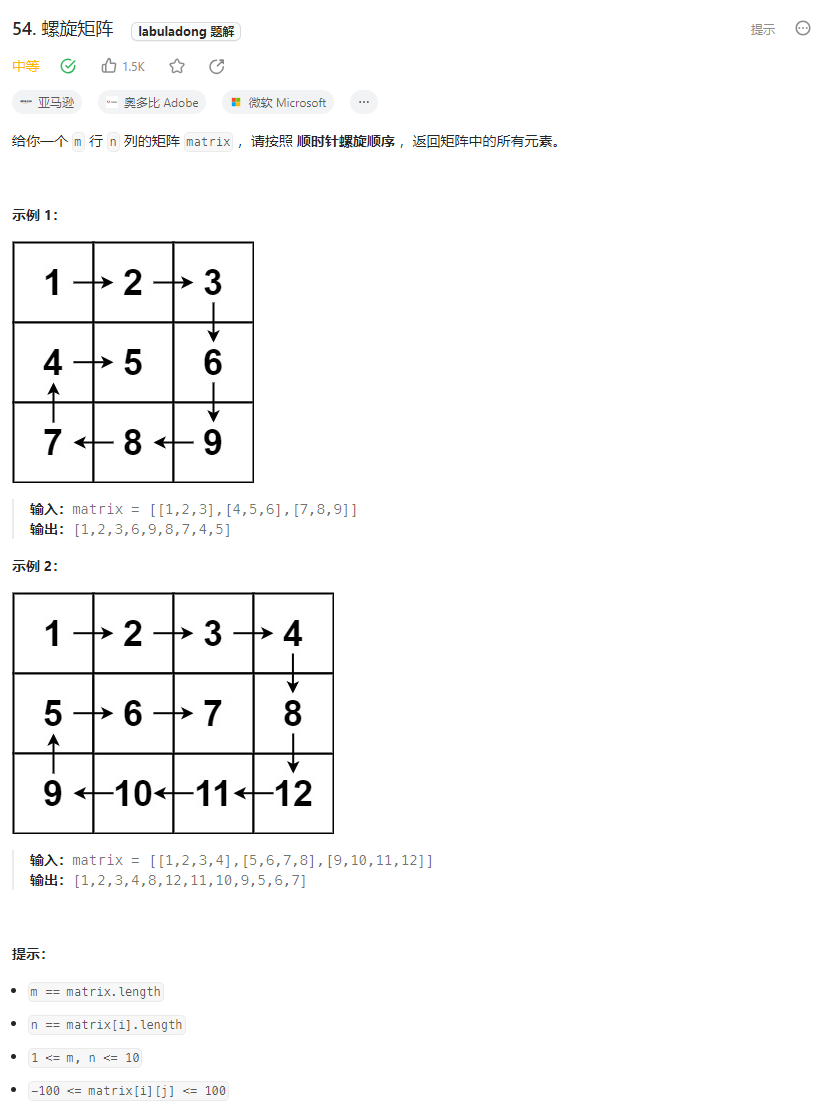 54. 螺旋矩阵 labuladong 题解 提示
中等 1.5K
亚马逊 奥多比 Adobe 微软 Microsoft ...
给你一个 m 行 n 列的矩阵 matrix ，请按照 顺时针螺旋顺序 ，返回矩阵中的所有元素。
示例 1：
1 2 3
4 5 6
7 8 9
输入：matrix = [[1,2,3],[4,5,6],[7,8,9]]
输出：[1,2,3,6,9,8,7,4,5]
示例 2：
1 2 3 4
5 6 7 8
9 10 11 12
输入：matrix = [[1,2,3,4],[5,6,7,8],[9,10,11,12]]
输出：[1,2,3,4,8,12,11,10,9,5,6,7]
提示：
m == matrix.length
n == matrix[i].length
1 <= m, n <= 10
-100 <= matrix[i][j] <= 100